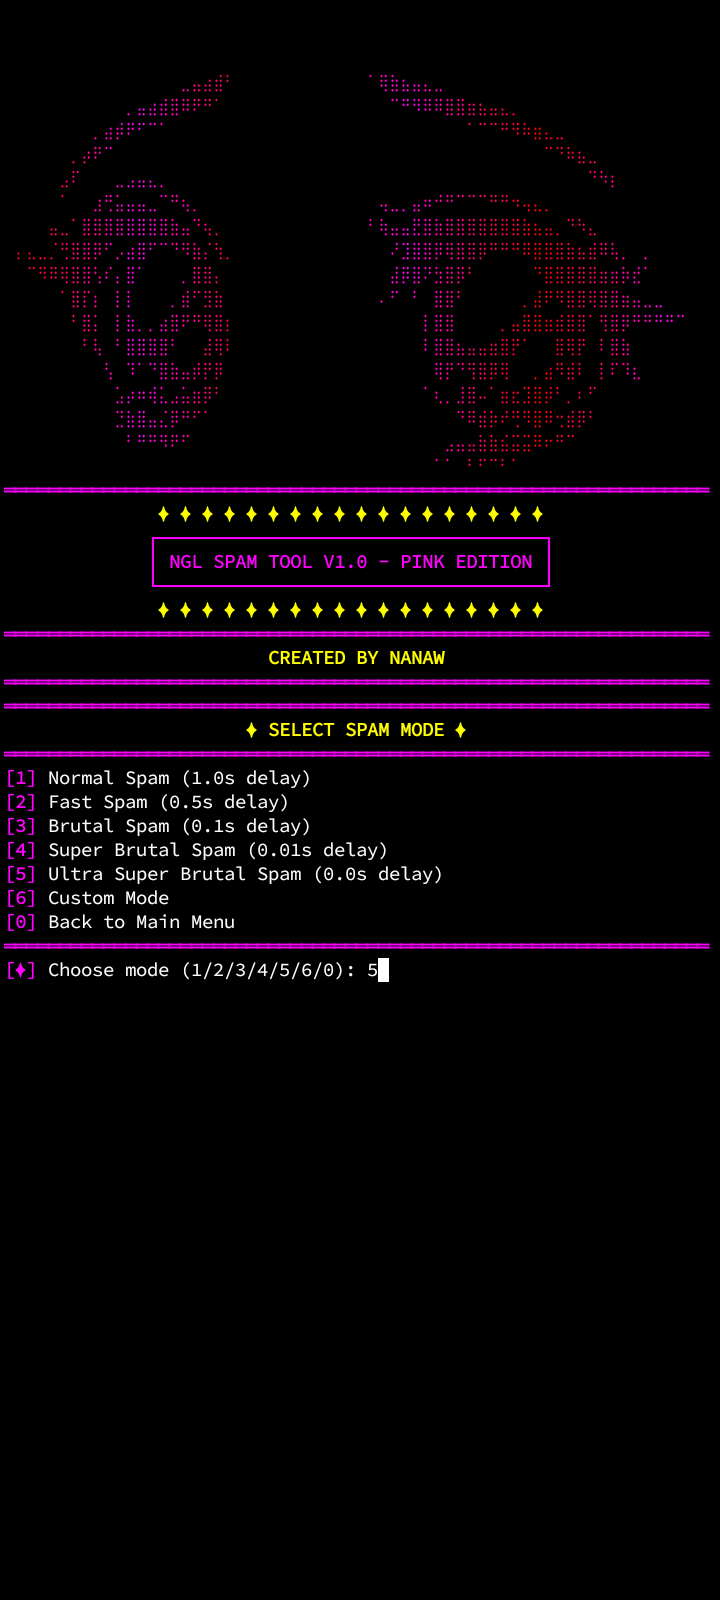 ✦ ✦ ✦ ✦ ✦ ✦ ✦ ✦ ✦ ✦ ✦ ✦ ✦ ✦ ✦ ✦ ✦ ✦
NGL SPAM TOOL V1.0 - PINK EDITION
✦ ✦ ✦ ✦ ✦ ✦ ✦ ✦ ✦ ✦ ✦ ✦ ✦ ✦ ✦ ✦ ✦ ✦
CREATED BY NANAW
✦ SELECT SPAM MODE ✦
[1] Normal Spam (1.0s delay)
[2] Fast Spam (0.5s delay)
[3] Brutal Spam (0.1s delay)
[4] Super Brutal Spam (0.01s delay)
[5] Ultra Super Brutal Spam (0.0s delay)
[6] Custom Mode
[0] Back to Main Menu
[♦] Choose mode (1/2/3/4/5/6/0): 5